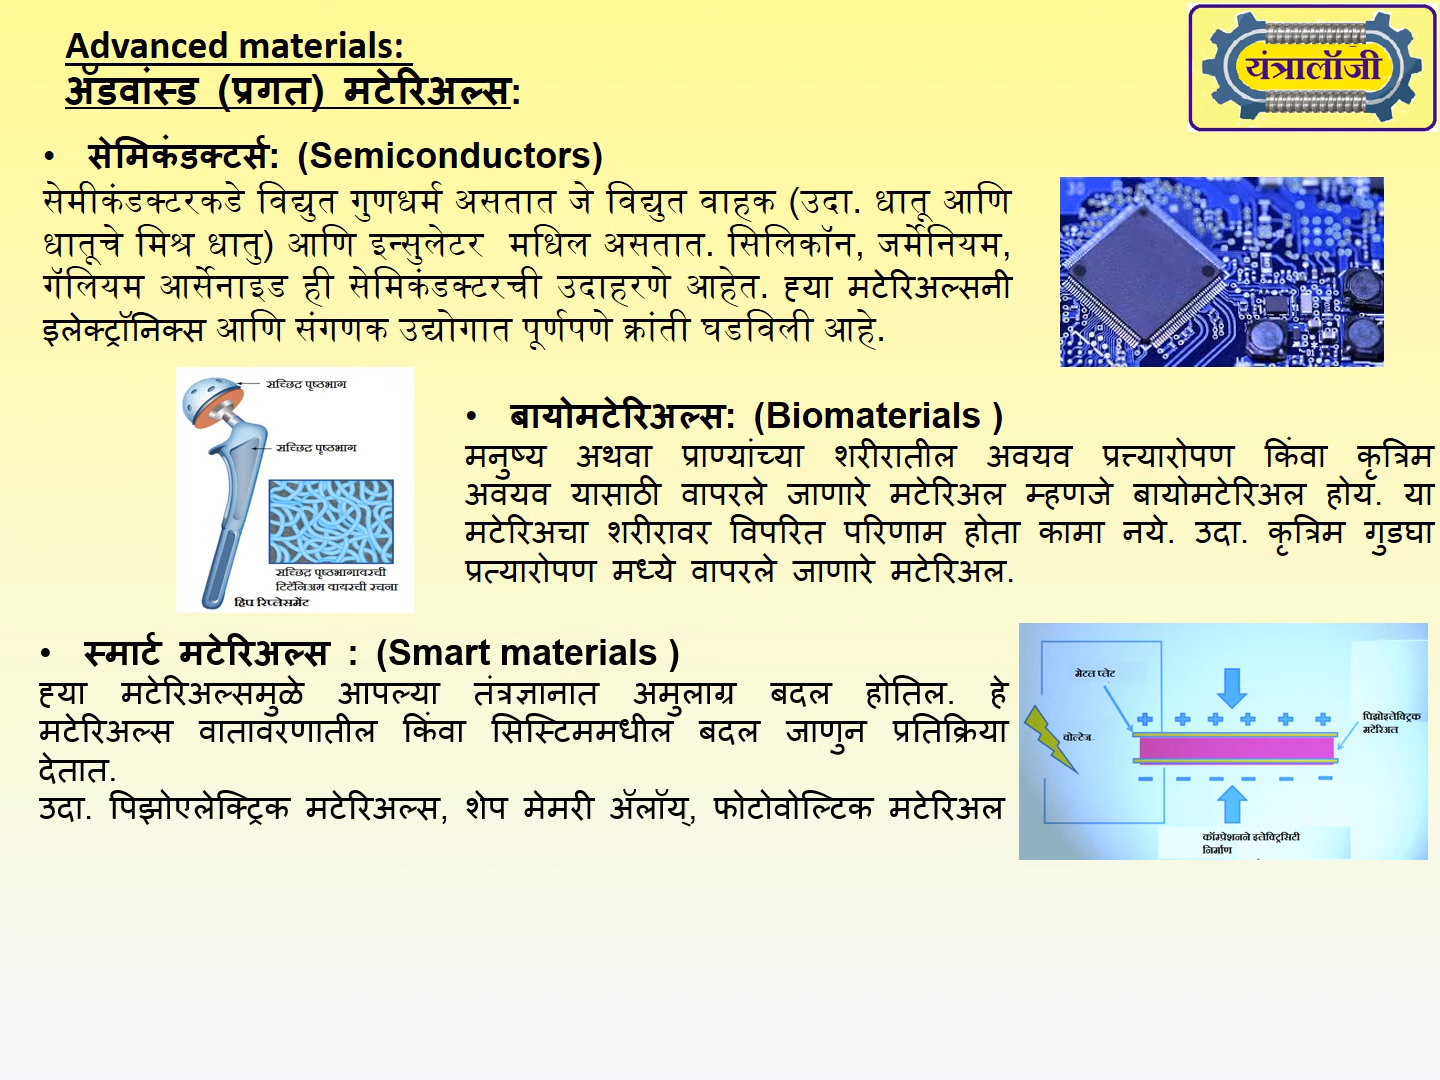 Advanced materials:
अ‍ॅडवांस्ड (प्रगत) मटेरिअल्स:
यंत्रालॉजी
• सेमिकंडक्टर्स: (Semiconductors)
सेमीकंडक्टरकडे विद्युत गुणधर्म असतात जे विद्युत वाहक (उदा. धातू आणि
धातूचे मिश्र धातु) आणि इन्सुलेटर मधिल असतात. सिलिकॉन, जर्मेनियम,
गॅलियम आर्सेनाइड ही सेमिकंडक्टरची उदाहरणे आहेत. ह्या मटेरिअल्सनी
इलेक्ट्रॉनिक्स आणि संगणक उद्योगात पूर्णपणे क्रांती घडविली आहे.
सच्छिद्र पृष्ठभाग
सच्छिद्र पृष्ठभाग
सच्छिद्र पृष्ठभागावरची
टिटॅनिअम वायरची रचना
हिप रिप्लेसमेंट
• बायोमटेरिअल्स: (Biomaterials )
मनुष्य अथवा प्राण्यांच्या शरीरातील अवयव प्रत्त्यारोपण किंवा कृत्रिम
अवयव यासाठी वापरले जाणारे मटेरिअल म्हणजे बायोमटेरिअल होय. या
मटेरिअचा शरीरावर विपरित परिणाम होता कामा नये. उदा. कृत्रिम गुडघा
प्रत्यारोपण मध्ये वापरले जाणारे मटेरिअल.
• स्मार्ट मटेरिअल्स : (Smart materials )
ह्या मटेरिअल्समुळे आपल्या तंत्रज्ञानात अमुलाग्र बदल होतिल. हे
मटेरिअल्स वातावरणातील किंवा सिस्टिममधील बदल जाणुन प्रतिक्रिया
देतात.
उदा. पिझोएलेक्ट्रिक मटेरिअल्स, शेप मेमरी अ‍ॅलॉय्, फोटोवोल्टिक मटेरिअल
मेटल प्लेट
वोल्टेज
पिझोइलेक्ट्रिक
मटेरिअल
कॉम्प्रेशनने इलेक्ट्रिसिटी
निर्माण